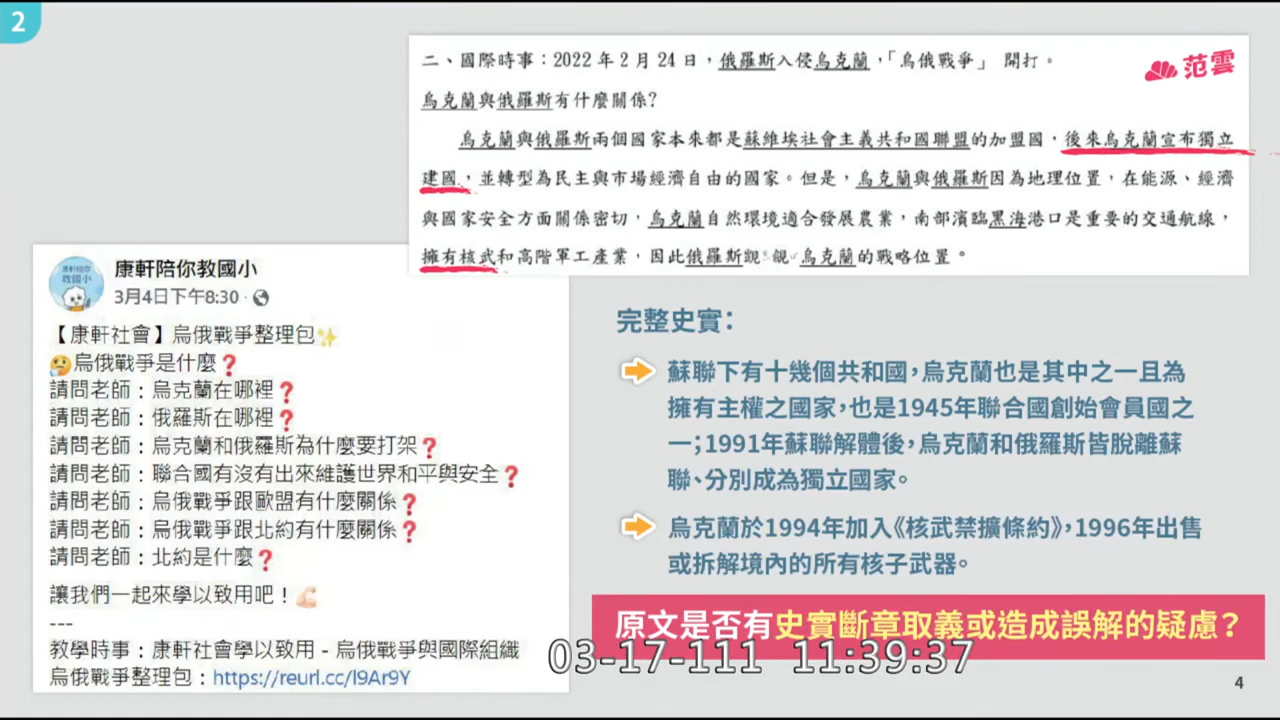 2
二、國際時事：2022 年 2 月 24 日，俄羅斯入侵烏克蘭，「烏俄戰爭」 開打。
范雲
烏克蘭與俄羅斯有什麼關係？
烏克蘭與俄羅斯兩個國家本來都是蘇維埃社會主義共和國聯盟的加盟國，後來烏克蘭宣布獨立
建國，並轉型為民主與市場經濟自由的國家。但是，烏克蘭與俄羅斯因為地理位置，在能源、經濟
與國家安全方面關係密切，烏克蘭自然環境適合發展農業，南部濱臨黑海港口是重要的交通航線，
擁有核武和高階軍工產業，因此俄羅斯覬覦烏克蘭的戰略位置。
康軒陪你教國小
康軒陪你教國小
3月4日下午8:30
【康軒社會】烏俄戰爭整理包✨
🤔烏俄戰爭是什麼❓
請問老師：烏克蘭在哪裡❓
請問老師：俄羅斯在哪裡❓
請問老師：烏克蘭和俄羅斯為什麼要打架❓
請問老師：聯合國有沒有出來維護世界和平與安全❓
請問老師：烏俄戰爭跟歐盟有什麼關係❓
請問老師：烏俄戰爭跟北約有什麼關係❓
請問老師：北約是什麼❓
讓我們一起來學以致用吧！💪🏻
---
教學時事：康軒社會學以致用 - 烏俄戰爭與國際組織
烏俄戰爭整理包：https://reurl.cc/l9Ar9Y
完整史實：
蘇聯下有十幾個共和國，烏克蘭也是其中之一且為
擁有主權之國家，也是1945年聯合國創始會員國之
一；1991年蘇聯解體後，烏克蘭和俄羅斯皆脫離蘇
聯、分別成為獨立國家。
烏克蘭於1994年加入《核武禁擴條約》，1996年出售
或拆解境內的所有核子武器。
原文是否有史實斷章取義或造成誤解的疑慮？
03-17-111 11:39:37
4